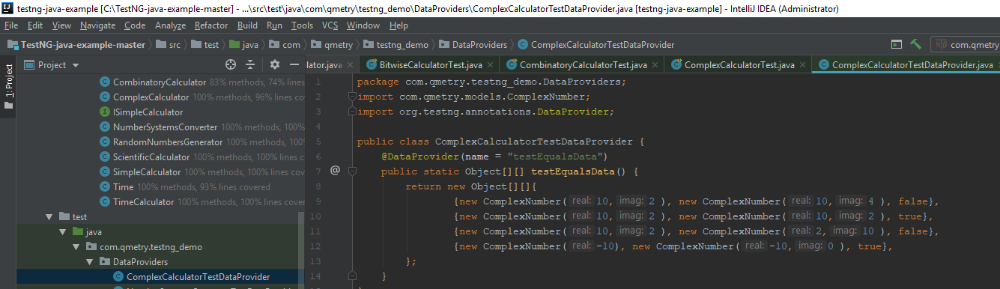 testng-java-example [C:\TestNG-java-example-master] - ...\src\test\java\com\qmetry\testng_demo\DataProviders\ComplexCalculatorTestDataProvider.java [testng-java-example] - IntelliJ IDEA (Administrator)
File Edit View Navigate Code Analyze Refactor Build Run Tools VCS Window Help
TestNG-java-example-master src test java com qmetry testng_demo DataProviders ComplexCalculatorTestDataProvider com.qmetry
1: Project
Project
CombinatoryCalculator 83% methods, 74% lines
ComplexCalculator 100% methods, 96% lines cove
ISimpleCalculator
NumberSystemsConverter 100% methods, 100%
RandomNumbersGenerator 100% methods, 100
ScientificCalculator 100% methods, 100% lines c
SimpleCalculator 100% methods, 100% lines cov
Time 100% methods, 93% lines covered
TimeCalculator 100% methods, 100% lines cover
test
java
com.qmetry.testng_demo
DataProviders
ComplexCalculatorTestDataProvider
lator.java BitwiseCalculatorTest.java CombinatoryCalculatorTest.java ComplexCalculatorTest.java ComplexCalculatorTestDataProvider.java
1 package com.qmetry.testng_demo.DataProviders;
2 import com.qmetry.models.ComplexNumber;
3 import org.testng.annotations.DataProvider;
4
5 public class ComplexCalculatorTestDataProvider {
6 @DataProvider(name = "testEqualsData")
7 @ public static Object[][] testEqualsData() {
8 return new Object[][]{
9 {new ComplexNumber( real: 10, imag: 2 ), new ComplexNumber( real: 10, imag: 4 ), false},
10 {new ComplexNumber( real: 10, imag: 2 ), new ComplexNumber( real: 10, imag: 2 ), true},
11 {new ComplexNumber( real: 10, imag: 2 ), new ComplexNumber( real: 2, imag: 10 ), false},
12 {new ComplexNumber( real: -10), new ComplexNumber( real: -10, imag: 0 ), true},
13 };
14 }